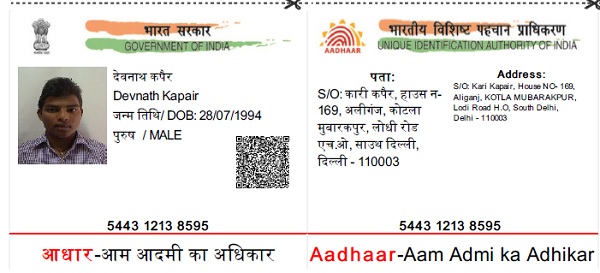 भारत सरकार
GOVERNMENT OF INDIA
देवनाथ कपैर
Devnath Kapair
जन्म तिथि/ DOB: 28/07/1994
पुरुष / MALE
5443 1213 8595
आधार-आम आदमी का अधिकार
भारतीय विशिष्ट पहचान प्राधिकरण
AADHAAR
UNIQUE IDENTIFICATION AUTHORITY OF INDIA
पता:
S/O: कारी कपैर, हाउस न-
169, अलीगंज, कोटला
मुबारकपुर, लोधी रोड
एच.ओ, साउथ दिल्ली,
दिल्ली - 110003
Address:
S/O: Kari Kapair, House NO- 169,
Aliganj, KOTLA MUBARAKPUR,
Lodi Road H.O, South Delhi,
Delhi - 110003
5443 1213 8595
Aadhaar-Aam Admi ka Adhikar